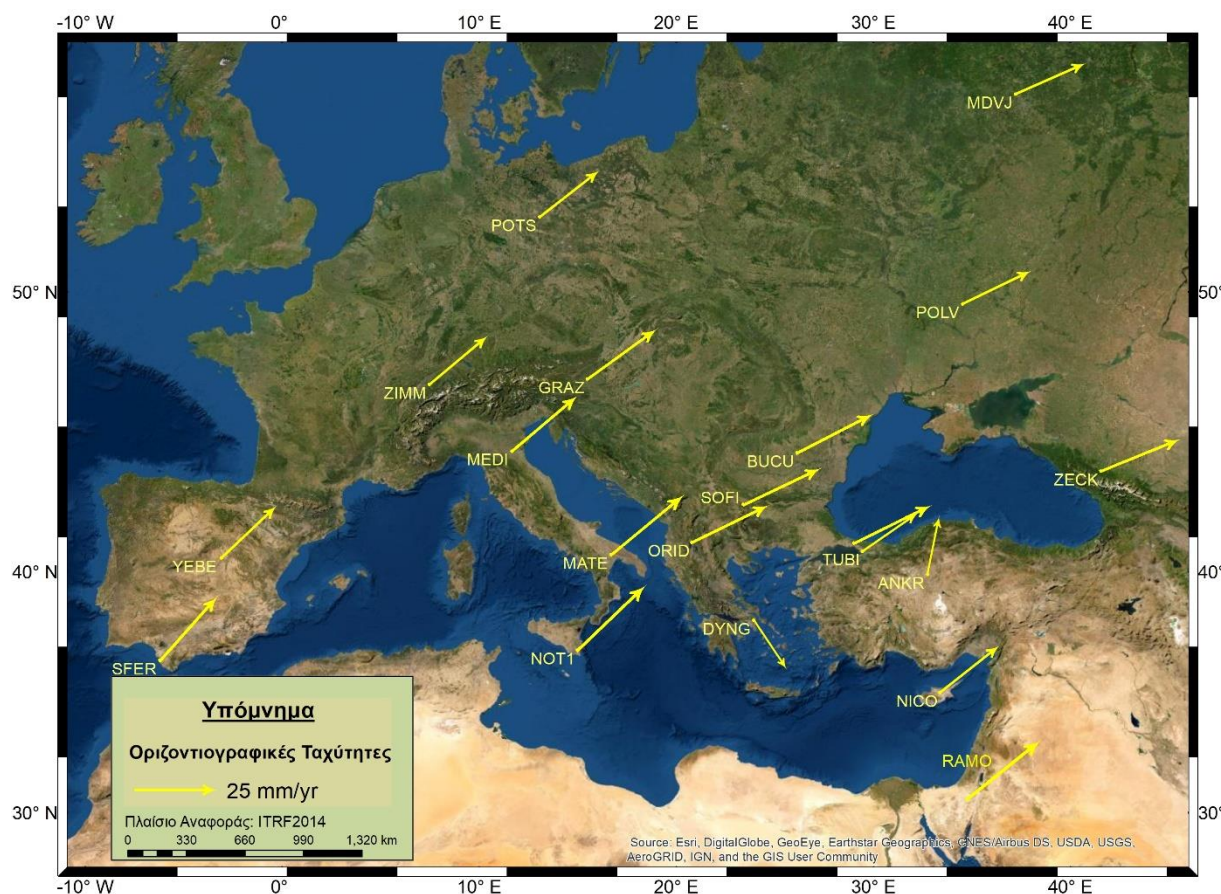 -10° W 0° 10° E 20° E 30° E 40° E
MDVJ
POTS
50° N 50° N
POLV
ZIMM
GRAZ
MEDI
BUCU
ZECK
SOFI
YEBE
MATE
ORID
TUBI
40° N 40° N
ANKR
DYNG
NOT1
SFER
NICO
Υπόμνημα
Οριζοντιογραφικές Ταχύτητες
RAMO
25 mm/yr
Πλαίσιο Αναφοράς: ITRF2014
30° N 30° N
0 330 660 990 1,320 km
Source: Esri, DigitalGlobe, GeoEye, Earthstar Geographics, CNES/Airbus DS, USDA, USGS,
AeroGRID, IGN, and the GIS User Community
-10° W 0° 10° E 20° E 30° E 40° E